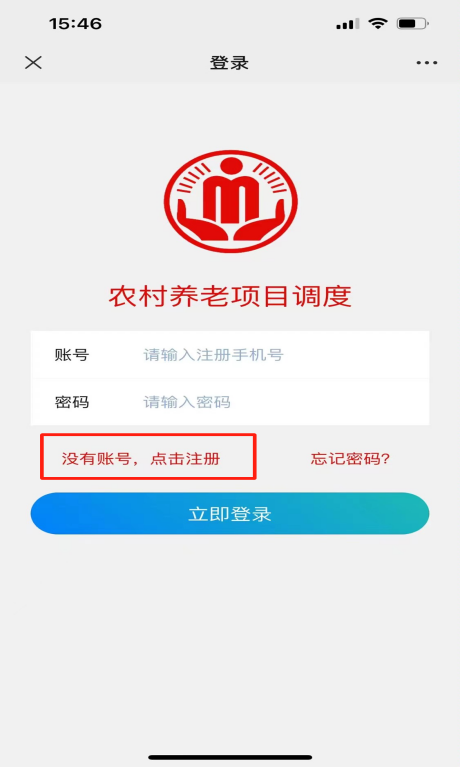 15:46
登录
农村养老项目调度
账号 请输入注册手机号
密码 请输入密码
没有账号，点击注册 忘记密码?
立即登录